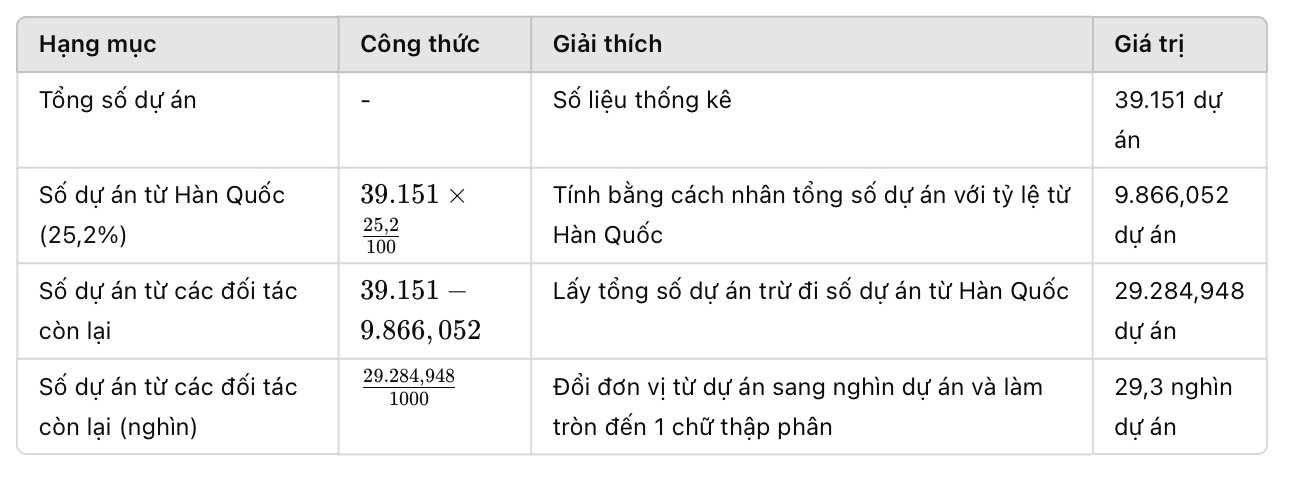 Hạng mục Công thức Giải thích Giá trị
Tổng số dự án - Số liệu thống kê 39.151 dự
án
Số dự án từ Hàn Quốc 39.151 × Tính bằng cách nhân tổng số dự án với tỷ lệ từ 9.866,052
(25,2%) 25,2/100 Hàn Quốc dự án
Số dự án từ các đối tác 39.151 − Lấy tổng số dự án trừ đi số dự án từ Hàn Quốc 29.284,948
còn lại 9.866,052 dự án
Số dự án từ các đối tác 29.284,948/1000 Đổi đơn vị từ dự án sang nghìn dự án và làm 29,3 nghìn
còn lại (nghìn) tròn đến 1 chữ thập phân dự án